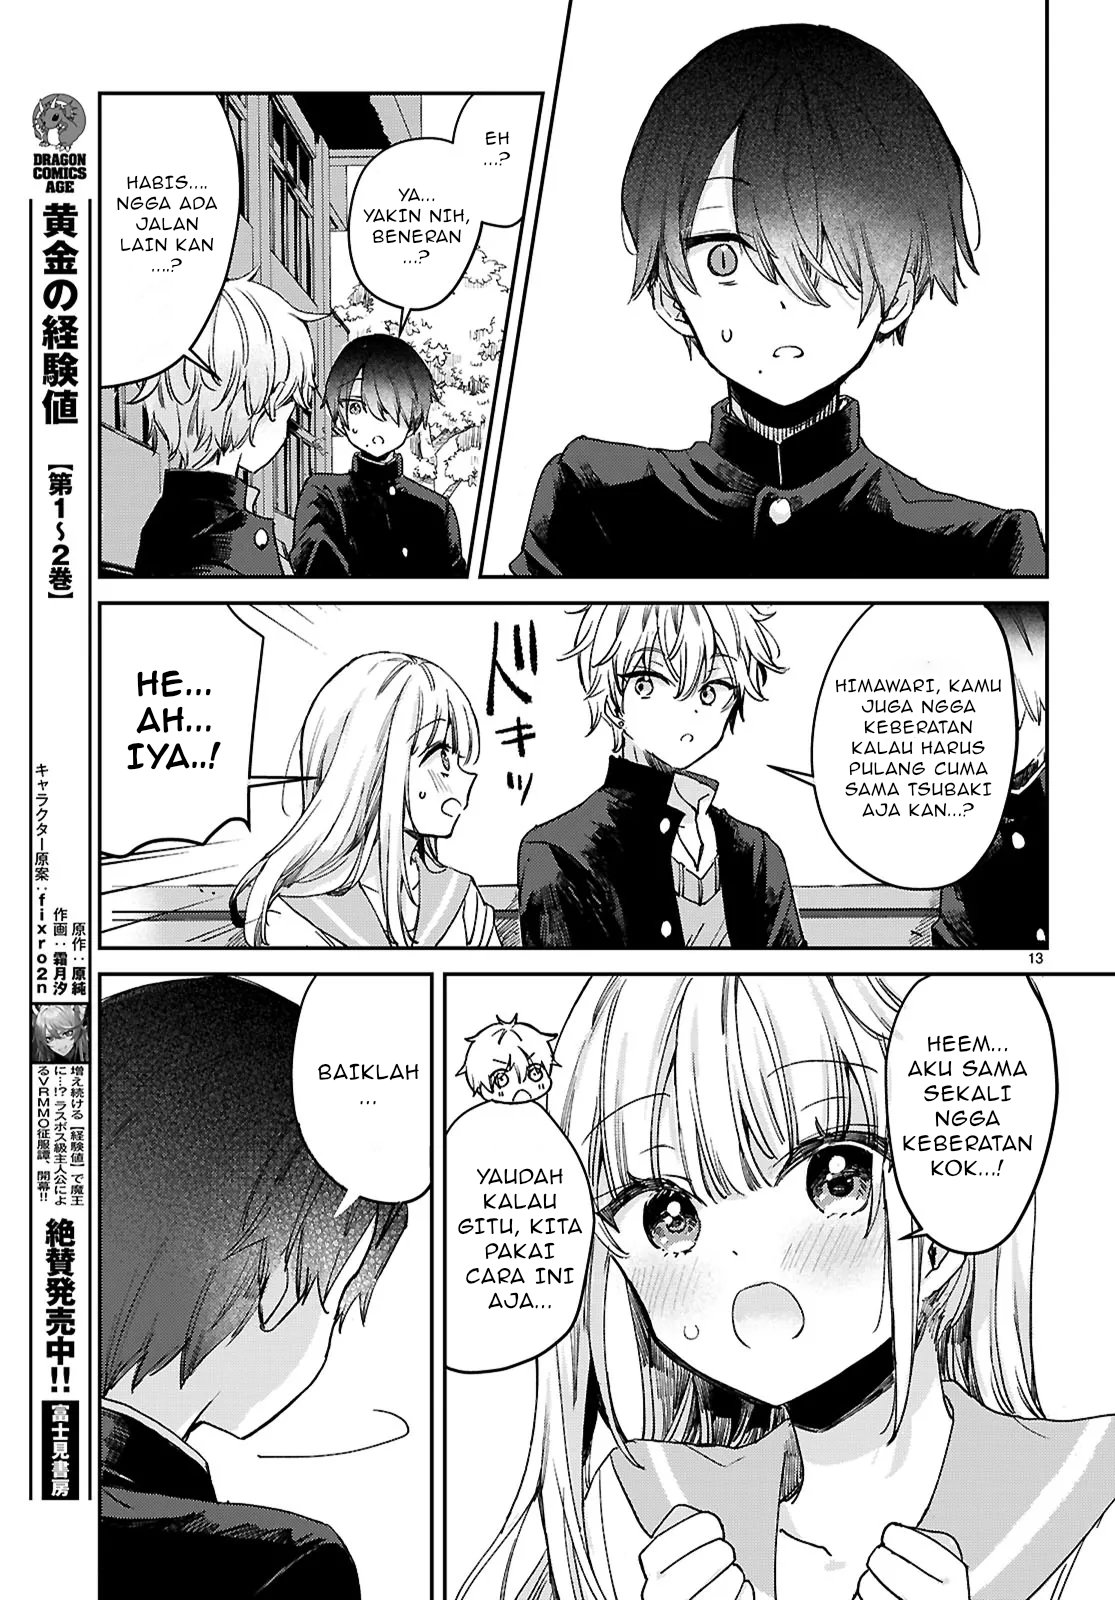 EH
...?
YA...
YAKIN NIH,
BENERAN
...?
HABIS....
NGGA ADA
JALAN
LAIN KAN
....?
HIMAWARI, KAMU
JUGA NGGA
KEBERATAN
KALAU HARUS
PULANG CUMA
SAMA TSUBAKI
AJA KAN...?
ドキッ
HE...
AH...
IYA..!
13
HEEM...
AKU SAMA
SEKALI
NGGA
KEBERATAN
KOK...!
YAUDAH
KALAU
GITU, KITA
PAKAI
CARA INI
AJA...
BAIKLAH
...
DRAGON
COMICS
AGE
黄金の経験値
【第1～2巻】
原作：原純
作画：霜月汐
キャラクター原案：fixro2n
増え続ける【経験値】で魔王
に…!?ラスボス級主人公によ
るVRMMO征服譚、開幕!!
絶賛発売中!!
富士見書房